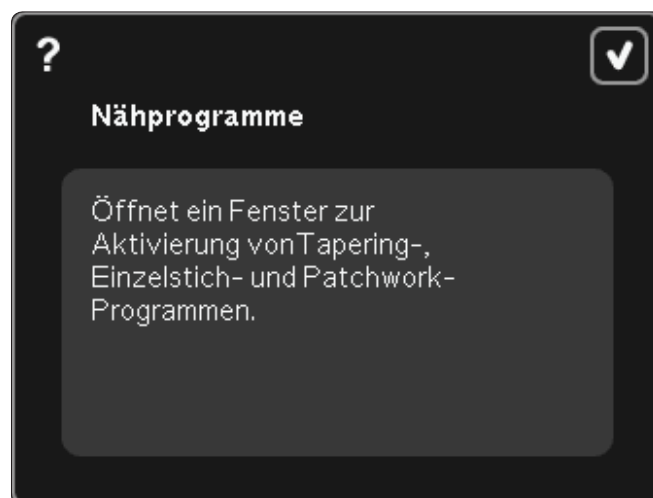 ?
Nähprogramme
Öffnet ein Fenster zur
Aktivierung vonTapering-,
Einzelstich- und Patchwork-
Programmen.